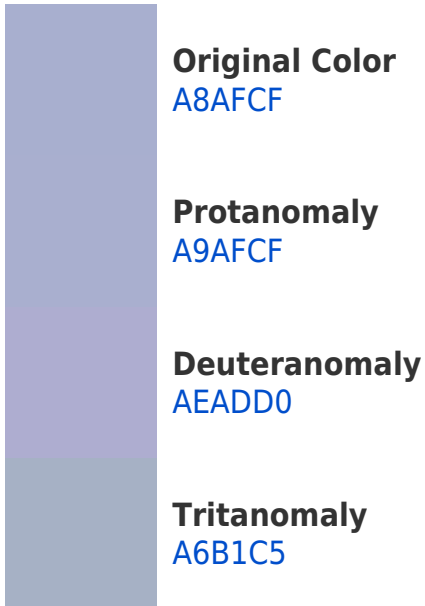 Original Color
A8AFCF
Protanomaly
A9AFCF
Deuteranomaly
AEADD0
Tritanomaly
A6B1C5